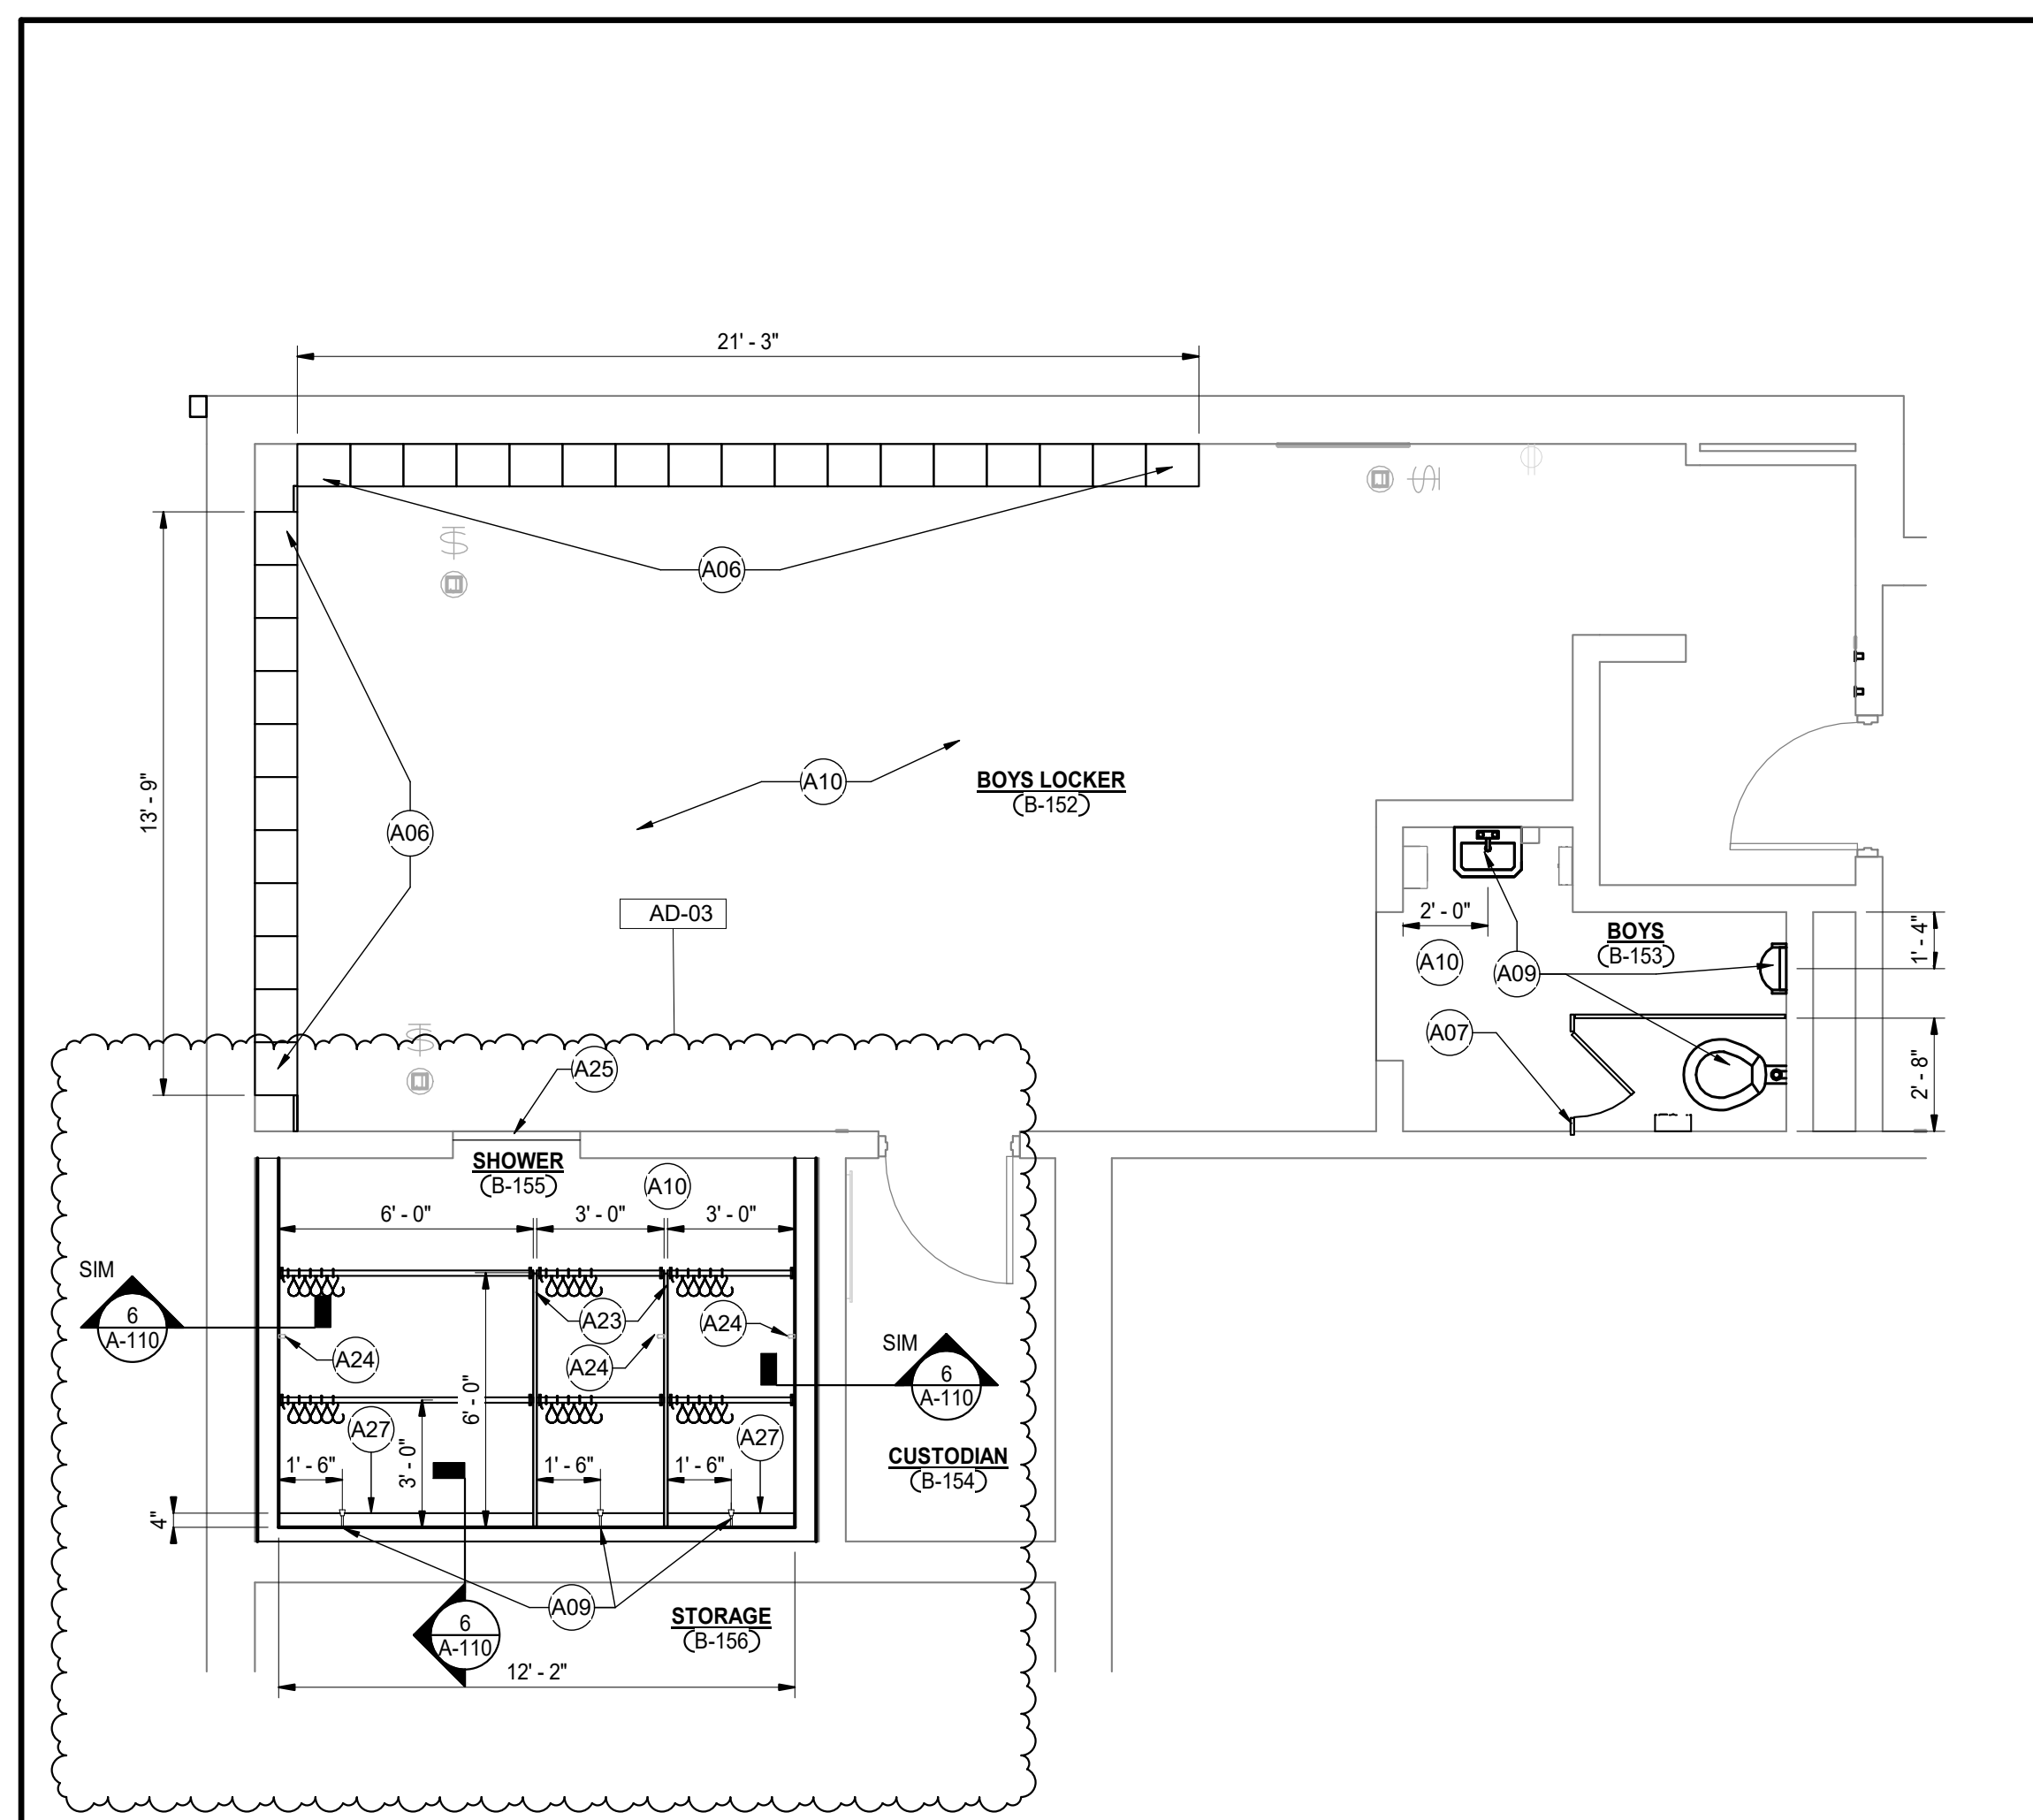 21' - 3"
A06
13' - 9"
A06
A10
BOYS LOCKER
(B-152)
AD-03
2' - 0"
BOYS
(B-153)
A10
A09
1' - 4"
A07
2' - 8"
A25
SHOWER
(B-155)
A10
6' - 0"
3' - 0"
3' - 0"
SIM
6
A-110
A23
A24
A24
A24
SIM
6
A-110
6' - 0"
A27
3' - 0"
A27
1' - 6"
1' - 6"
1' - 6"
CUSTODIAN
(B-154)
4"
A09
STORAGE
(B-156)
6
A-110
12' - 2"